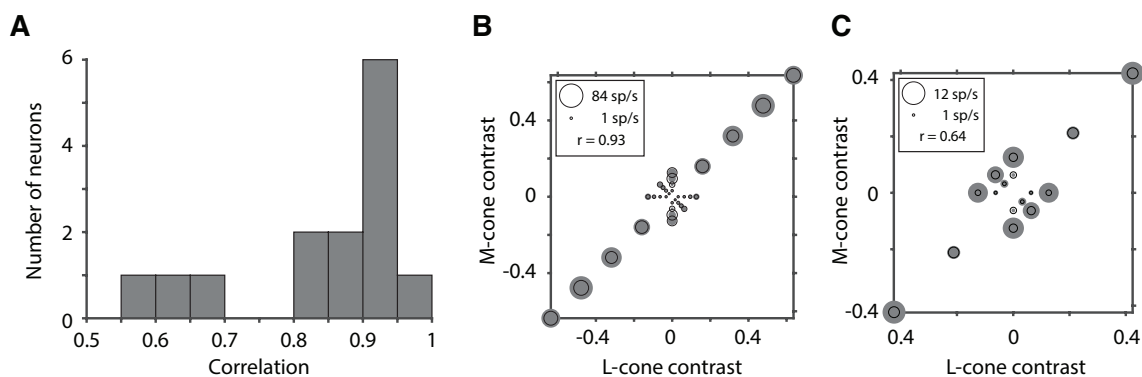 A
Number of neurons
6
4
2
0
0.5 0.6 0.7 0.8 0.9 1
Correlation
B
M-cone contrast
84 sp/s
1 sp/s
r = 0.93
0.4
0
-0.4
-0.4 0 0.4
L-cone contrast
C
M-cone contrast
12 sp/s
1 sp/s
r = 0.64
0.4
0
-0.4
0.4 0 0.4
L-cone contrast